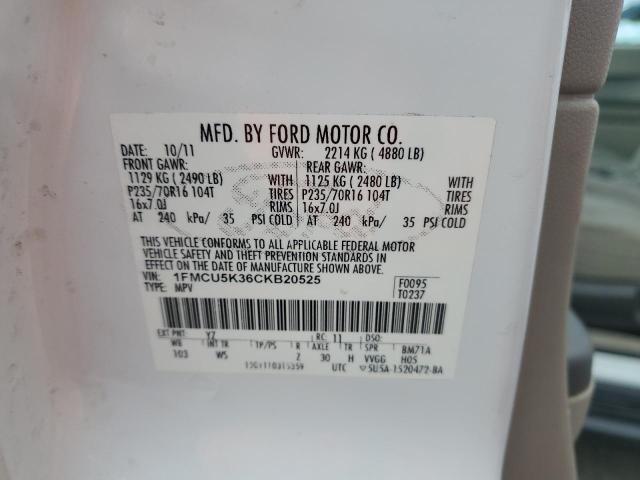 MFD. BY FORD MOTOR CO.
DATE: 10/11 GVWR: 2214 KG ( 4880 LB)
FRONT GAWR: REAR GAWR:
1129 KG ( 2490 LB) WITH 1125 KG ( 2480 LB) WITH
P235/70R16 104T TIRES P235/70R16 104T TIRES
16x7.0J RIMS 16x7.0J RIMS
AT 240 kPa/ 35 PSI COLD AT 240 kPa/ 35 PSI COLD
THIS VEHICLE CONFORMS TO ALL APPLICABLE FEDERAL MOTOR
VEHICLE SAFETY AND THEFT PREVENTION STANDARDS IN EFFECT
ON THE DATE OF MANUFACTURE SHOWN ABOVE.
VIN: 1FMCU5K36CKB20525 F0095
TYPE: MPV T0237
EXT PNT: YZ RC: 11 DSO:
WB INT TR TP/PS R AXLE TR SPR BM71A
103 WS Z 30 H VVGG H05
UTC 5U5A-1520472-BA